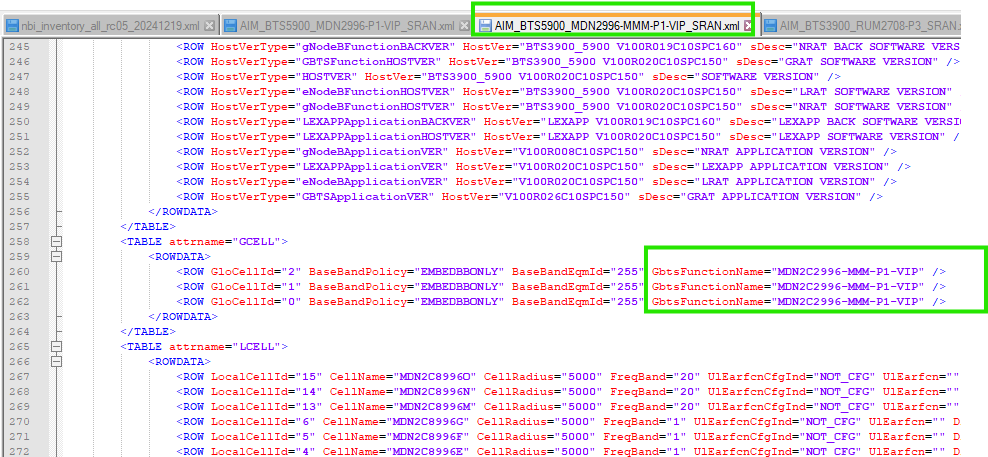 nbi_inventory_all_rc05_20241219.xml AIM_BTS5900_MDN2996-P1-VIP_SRAN.xml AIM_BTS5900_MDN2996-MMM-P1-VIP_SRAN.xml AIM_BTS3900_RUM2708-P3_SRAN.
245 <ROW HostVerType="gNodeBFunctionBACKVER" HostVer="BTS3900_5900 V100R019C10SPC160" sDesc="NRAT BACK SOFTWARE VERS
246 <ROW HostVerType="GBTSFunctionHOSTVER" HostVer="BTS3900_5900 V100R020C10SPC150" sDesc="GRAT SOFTWARE VERSION" />
247 <ROW HostVerType="HOSTVER" HostVer="BTS3900_5900 V100R020C10SPC150" sDesc="SOFTWARE VERSION" />
248 <ROW HostVerType="eNodeBFunctionHOSTVER" HostVer="BTS3900_5900 V100R020C10SPC150" sDesc="LRAT SOFTWARE VERSION"
249 <ROW HostVerType="gNodeBFunctionHOSTVER" HostVer="BTS3900_5900 V100R020C10SPC150" sDesc="NRAT SOFTWARE VERSION"
250 <ROW HostVerType="LEXAPPApplicationBACKVER" HostVer="LEXAPP V100R019C10SPC160" sDesc="LEXAPP BACK SOFTWARE VERSI
251 <ROW HostVerType="LEXAPPApplicationHOSTVER" HostVer="LEXAPP V100R020C10SPC150" sDesc="LEXAPP SOFTWARE VERSION" /
252 <ROW HostVerType="gNodeBApplicationVER" HostVer="V100R008C10SPC150" sDesc="NRAT APPLICATION VERSION" />
253 <ROW HostVerType="LEXAPPApplicationVER" HostVer="V100R020C10SPC150" sDesc="LEXAPP APPLICATION VERSION" />
254 <ROW HostVerType="eNodeBApplicationVER" HostVer="V100R020C10SPC150" sDesc="LRAT APPLICATION VERSION" />
255 <ROW HostVerType="GBTSApplicationVER" HostVer="V100R026C10SPC150" sDesc="GRAT APPLICATION VERSION" />
256 </ROWDATA>
257 </TABLE>
258 <TABLE attrname="GCELL">
259 <ROWDATA>
260 <ROW GloCellId="2" BaseBandPolicy="EMBEDBBONLY" BaseBandEqmId="255" GbtsFunctionName="MDN2C2996-MMM-P1-VIP" />
261 <ROW GloCellId="1" BaseBandPolicy="EMBEDBBONLY" BaseBandEqmId="255" GbtsFunctionName="MDN2C2996-MMM-P1-VIP" />
262 <ROW GloCellId="0" BaseBandPolicy="EMBEDBBONLY" BaseBandEqmId="255" GbtsFunctionName="MDN2C2996-MMM-P1-VIP" />
263 </ROWDATA>
264 </TABLE>
265 <TABLE attrname="LCELL">
266 <ROWDATA>
267 <ROW LocalCellId="15" CellName="MDN2C8996O" CellRadius="5000" FreqBand="20" UlEarfcnCfgInd="NOT_CFG" UlEarfcn=""
268 <ROW LocalCellId="14" CellName="MDN2C8996N" CellRadius="5000" FreqBand="20" UlEarfcnCfgInd="NOT_CFG" UlEarfcn=""
269 <ROW LocalCellId="13" CellName="MDN2C8996M" CellRadius="5000" FreqBand="20" UlEarfcnCfgInd="NOT_CFG" UlEarfcn=""
270 <ROW LocalCellId="6" CellName="MDN2C8996G" CellRadius="5000" FreqBand="1" UlEarfcnCfgInd="NOT_CFG" UlEarfcn="" D
271 <ROW LocalCellId="5" CellName="MDN2C8996F" CellRadius="5000" FreqBand="1" UlEarfcnCfgInd="NOT_CFG" UlEarfcn="" D
272 <ROW LocalCellId="4" CellName="MDN2C8996E" CellRadius="5000" FreqBand="1" UlEarfcnCfgInd="NOT_CFG" UlEarfcn="" D